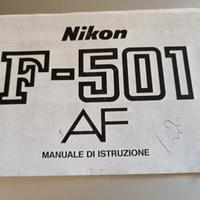 Nikon
F-501
AF
MANUALE DI ISTRUZIONE